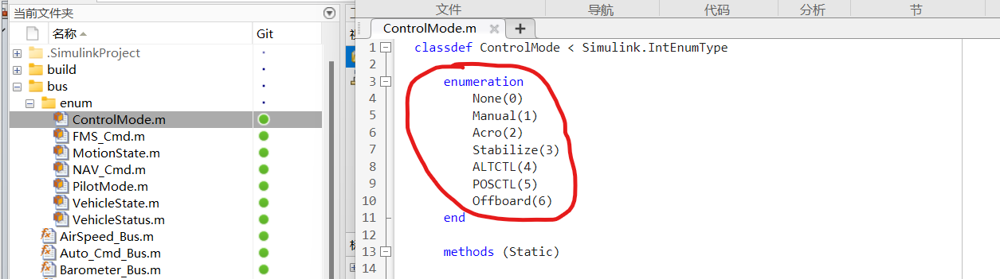 当前文件夹
名称
Git
.SimulinkProject
build
bus
enum
ControlMode.m
FMS_Cmd.m
MotionState.m
NAV_Cmd.m
PilotMode.m
VehicleState.m
VehicleStatus.m
AirSpeed_Bus.m
Auto_Cmd_Bus.m
Barometer_Bus.m
文件
导航
代码
分析
节
ControlMode.m
1 classdef ControlMode < Simulink.IntEnumType
2
3 enumeration
4 None(0)
5 Manual(1)
6 Acro(2)
7 Stabilize(3)
8 ALTCTL(4)
9 POSCTL(5)
10 Offboard(6)
11 end
12
13 methods (Static)
14